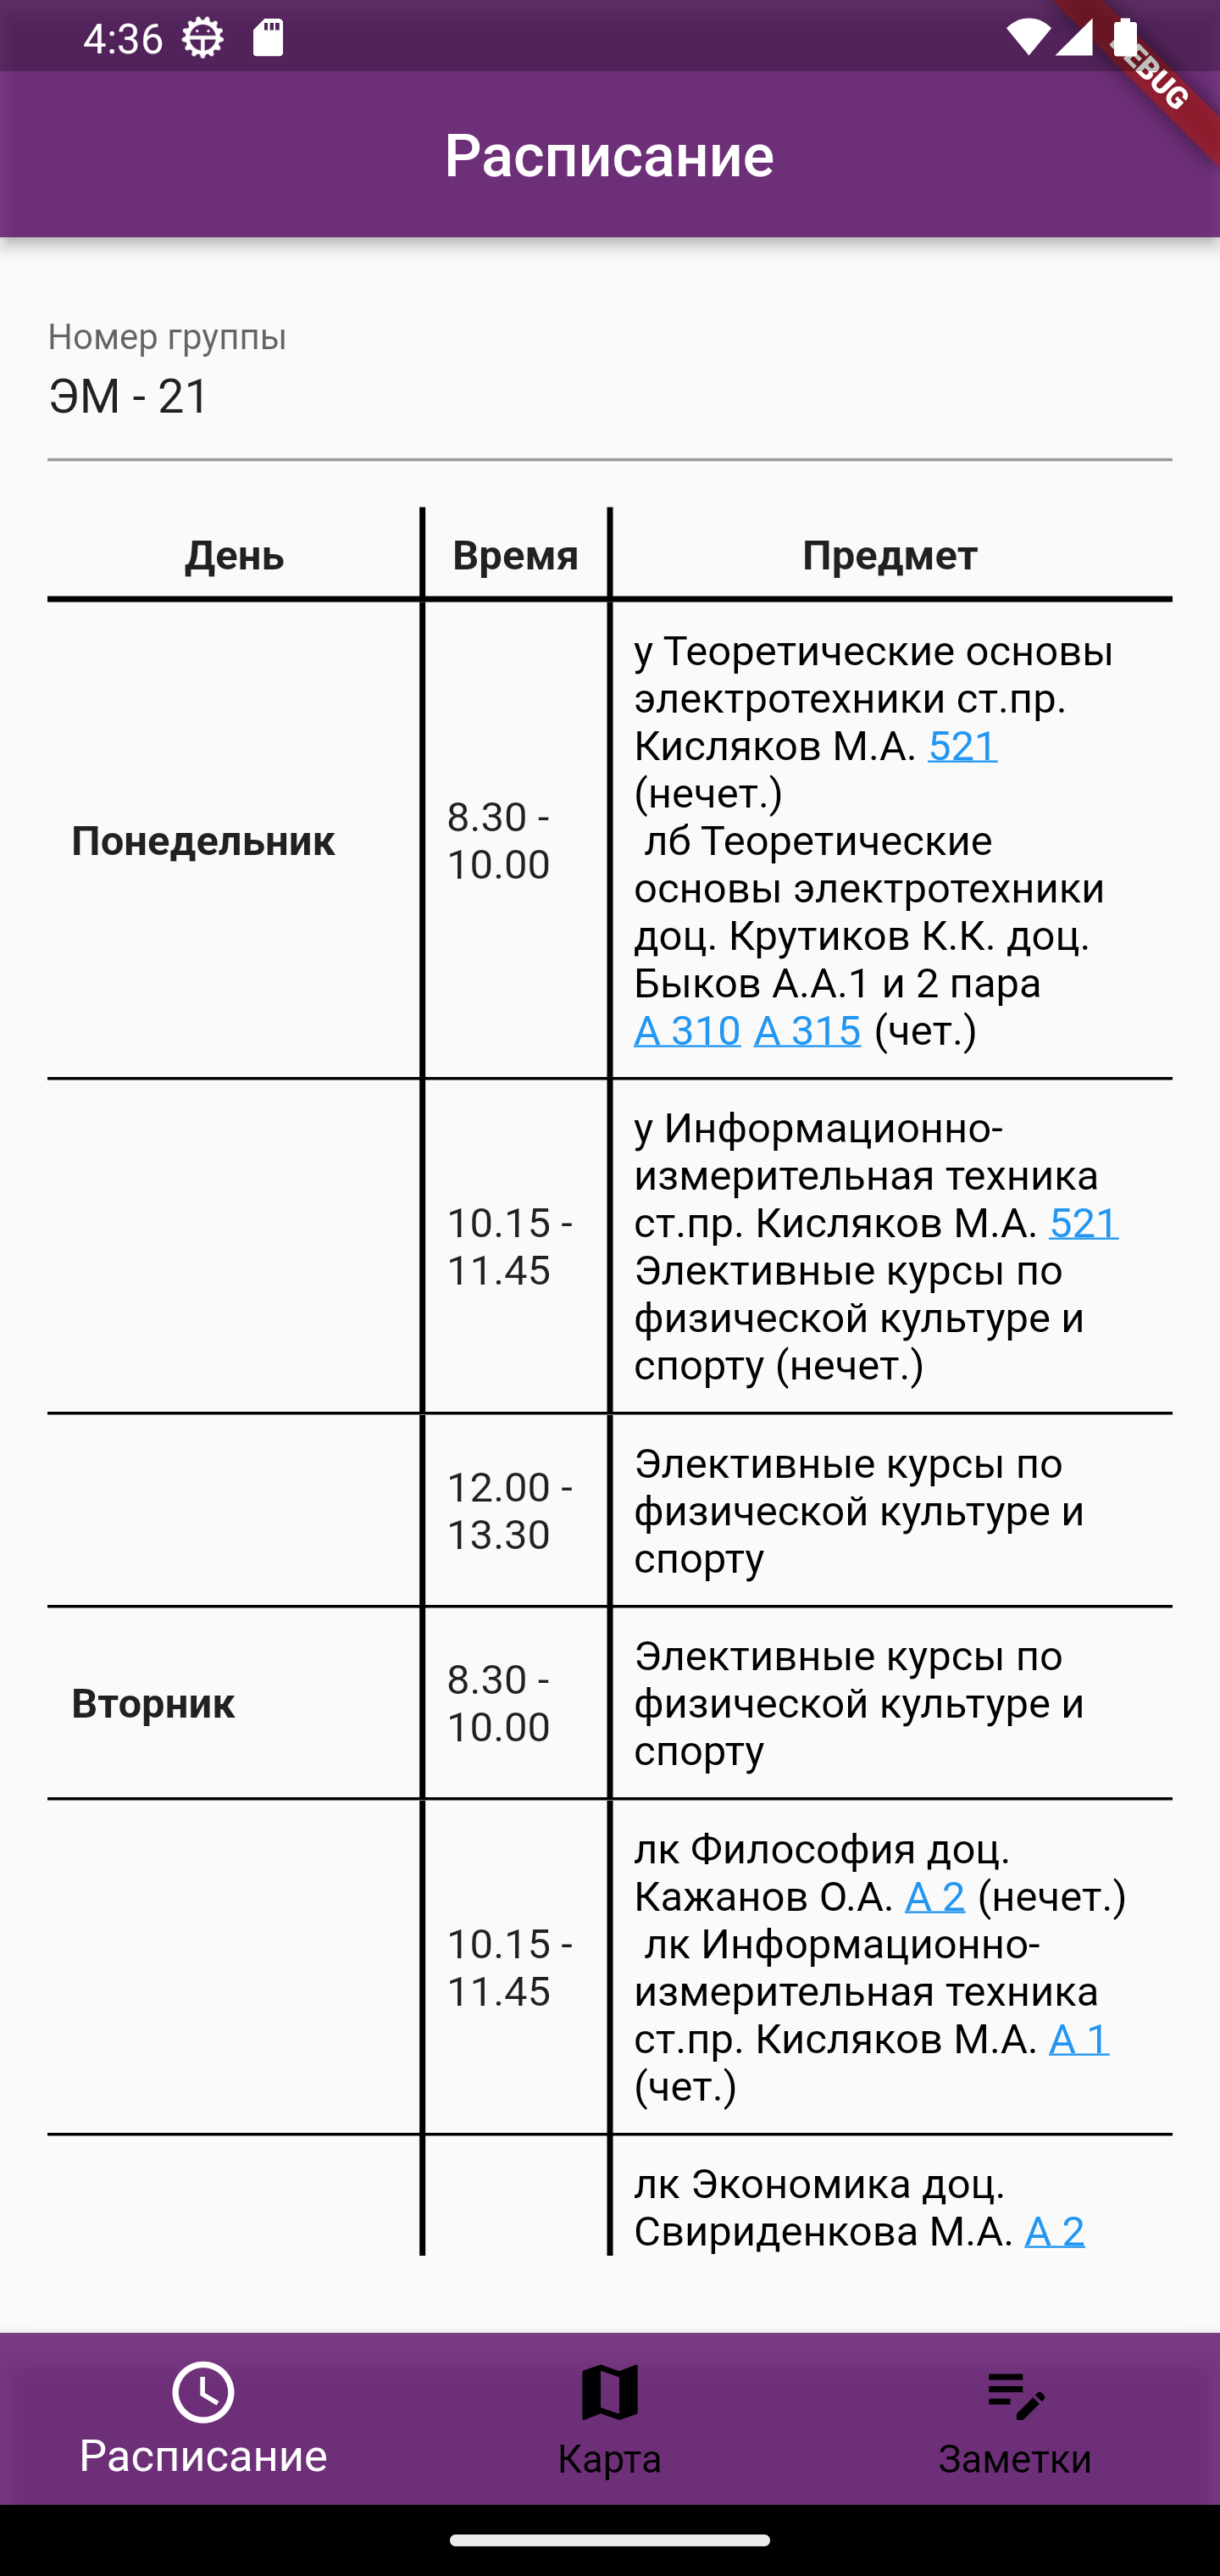 4:36
DEBUG
Расписание
Номер группы
ЭМ - 21
День
Время
Предмет
Понедельник
8.30 -
10.00
у Теоретические основы
электротехники ст.пр.
Кисляков М.А. 521
(нечет.)
лб Теоретические
основы электротехники
доц. Крутиков К.К. доц.
Быков А.А.1 и 2 пара
А 310 А 315 (чет.)
10.15 -
11.45
у Информационно-
измерительная техника
ст.пр. Кисляков М.А. 521
Элективные курсы по
физической культуре и
спорту (нечет.)
12.00 -
13.30
Элективные курсы по
физической культуре и
спорту
Вторник
8.30 -
10.00
Элективные курсы по
физической культуре и
спорту
10.15 -
11.45
лк Философия доц.
Кажанов О.А. А 2 (нечет.)
лк Информационно-
измерительная техника
ст.пр. Кисляков М.А. А 1
(чет.)
лк Экономика доц.
Свириденкова М.А. А 2
Расписание
Карта
Заметки